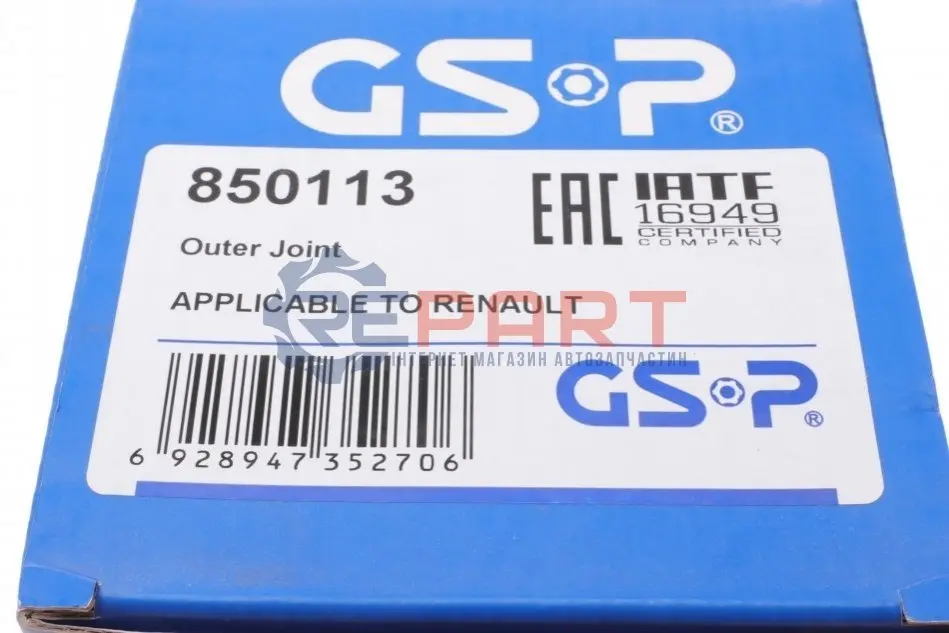 GSP®
850113
EAC
IATF
16949
CERTIFIED
COMPANY
Outer Joint
APPLICABLE TO RENAULT
REPART
ІНТЕРНЕТ МАГАЗИН АВТОЗАПЧАСТИН
GSP®
6 928947 352706